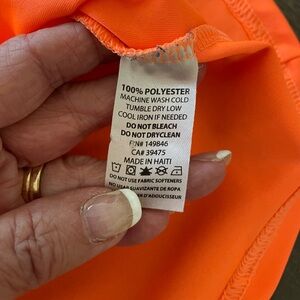 100% POLYESTER
MACHINE WASH COLD
TUMBLE DRY LOW
COOL IRON IF NEEDED
DO NOT BLEACH
DO NOT DRYCLEAN
RN# 149846
CA# 39475
MADE IN HAITI
DO NOT USE FABRIC SOFTENERS
NO USAR SUAVIZANTE DE ROPA
D'ADOUCISSEUR